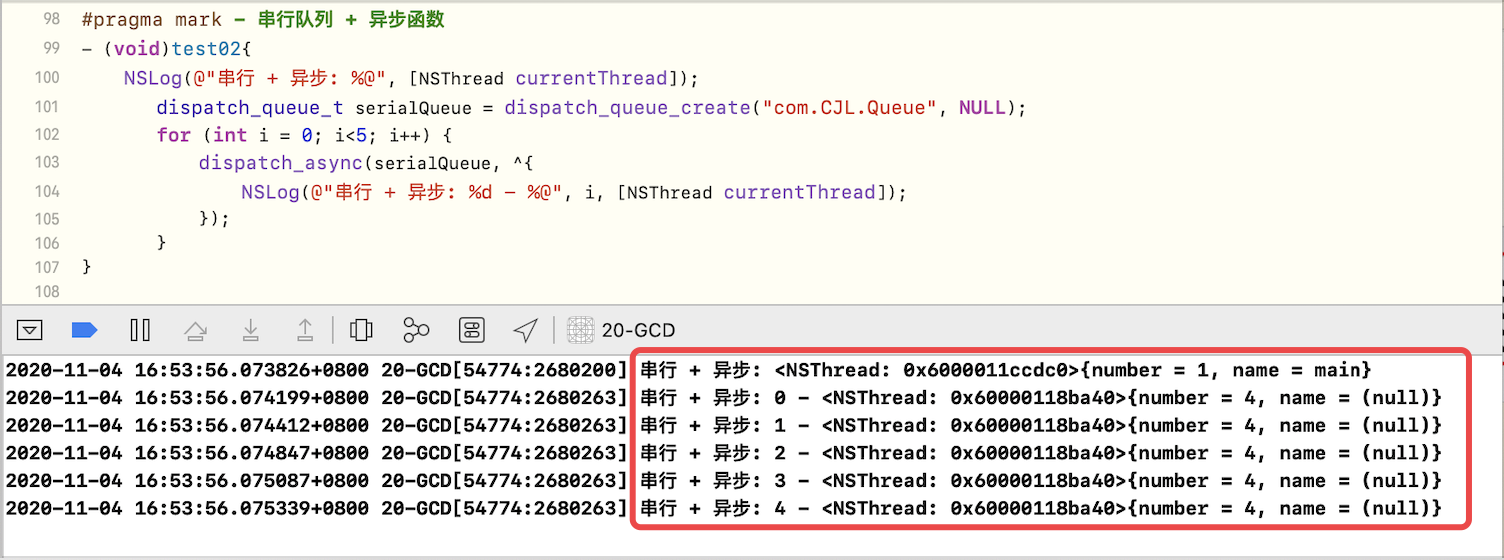 98 #pragma mark - 串行队列 + 异步函数
99 - (void)test02{
100 NSLog(@"串行 + 异步: %@", [NSThread currentThread]);
101 dispatch_queue_t serialQueue = dispatch_queue_create("com.CJL.Queue", NULL);
102 for (int i = 0; i<5; i++) {
103 dispatch_async(serialQueue, ^{
104 NSLog(@"串行 + 异步: %d - %@", i, [NSThread currentThread]);
105 });
106 }
107 }
108
20-GCD
2020-11-04 16:53:56.073826+0800 20-GCD[54774:2680200] 串行 + 异步: <NSThread: 0x6000011ccdc0>{number = 1, name = main}
2020-11-04 16:53:56.074199+0800 20-GCD[54774:2680263] 串行 + 异步: 0 - <NSThread: 0x60000118ba40>{number = 4, name = (null)}
2020-11-04 16:53:56.074412+0800 20-GCD[54774:2680263] 串行 + 异步: 1 - <NSThread: 0x60000118ba40>{number = 4, name = (null)}
2020-11-04 16:53:56.074847+0800 20-GCD[54774:2680263] 串行 + 异步: 2 - <NSThread: 0x60000118ba40>{number = 4, name = (null)}
2020-11-04 16:53:56.075087+0800 20-GCD[54774:2680263] 串行 + 异步: 3 - <NSThread: 0x60000118ba40>{number = 4, name = (null)}
2020-11-04 16:53:56.075339+0800 20-GCD[54774:2680263] 串行 + 异步: 4 - <NSThread: 0x60000118ba40>{number = 4, name = (null)}